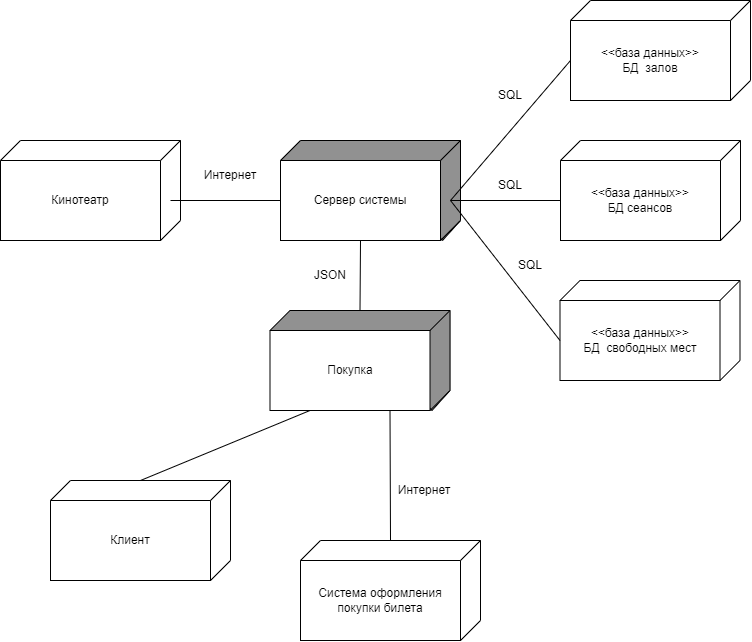 <<база данных>>
БД залов
SQL
Интернет
SQL
<<база данных>>
БД сеансов
Кинотеатр
Сервер системы
SQL
JSON
<<база данных>>
БД свободных мест
Покупка
Интернет
Клиент
Система оформления
покупки билета